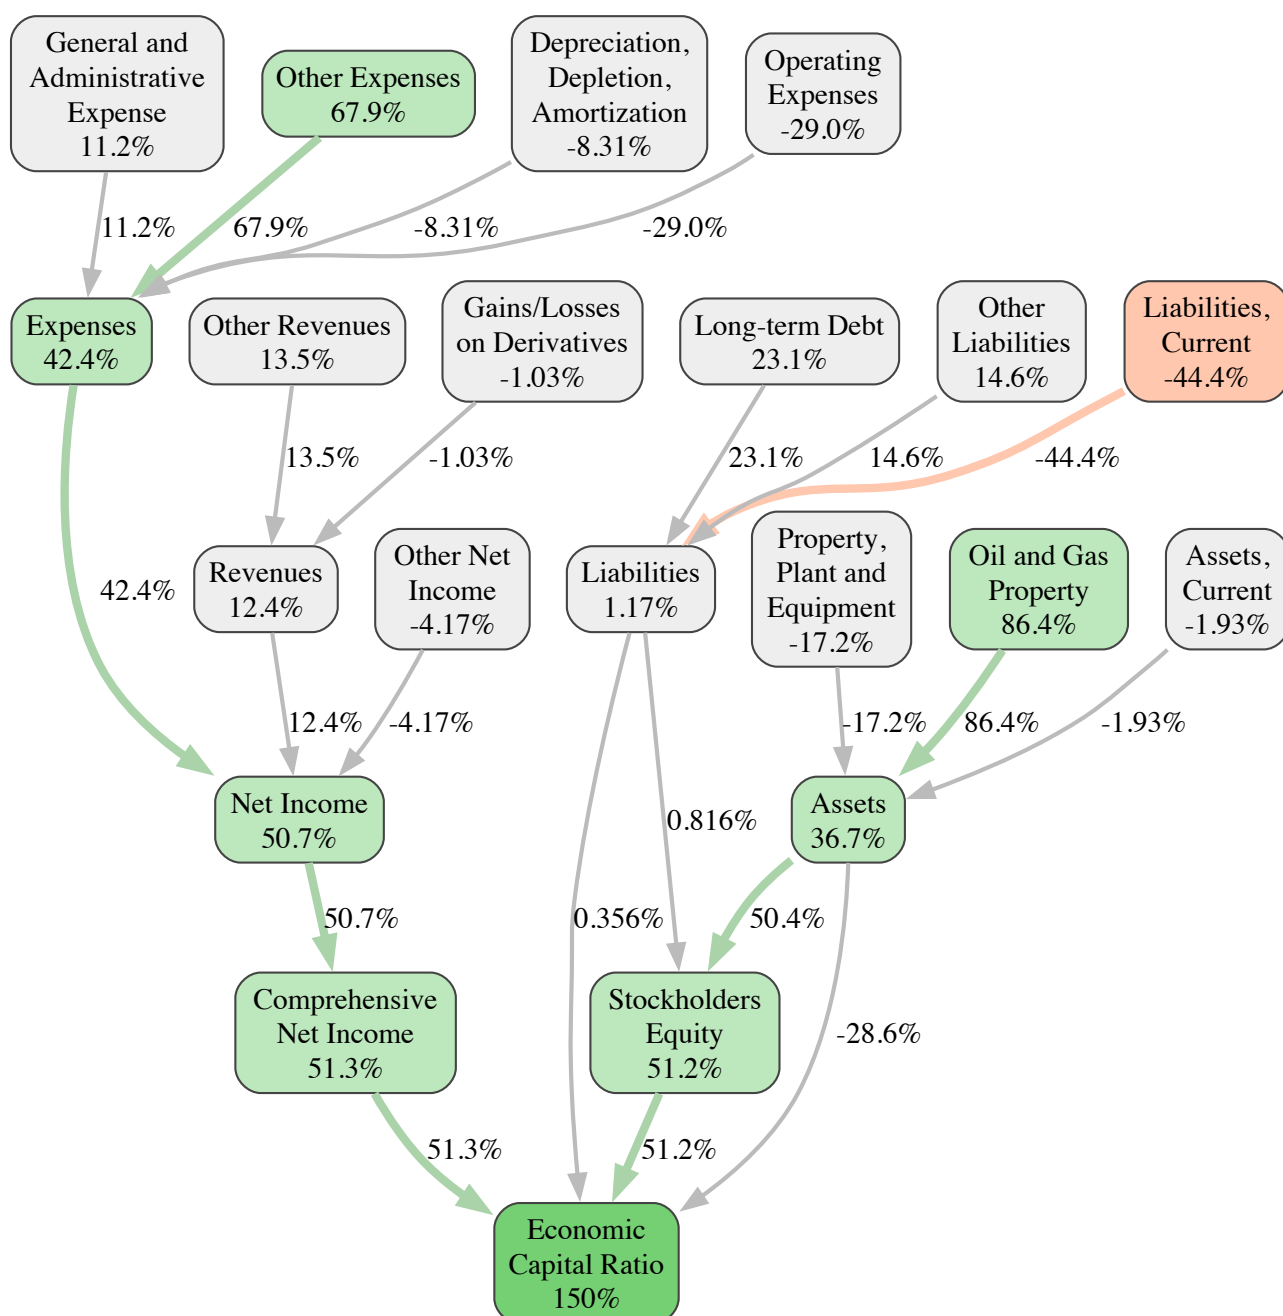 General and
Administrative
Expense
11.2%
Other Expenses
67.9%
Depreciation,
Depletion,
Amortization
-8.31%
Operating
Expenses
-29.0%
11.2%
67.9%
-8.31%
-29.0%
Expenses
42.4%
Other Revenues
13.5%
Gains/Losses
on Derivatives
-1.03%
Long-term Debt
23.1%
Other
Liabilities
14.6%
Liabilities,
Current
-44.4%
13.5%
-1.03%
23.1%
14.6%
-44.4%
42.4%
Revenues
12.4%
Other Net
Income
-4.17%
Liabilities
1.17%
Property,
Plant and
Equipment
-17.2%
Oil and Gas
Property
86.4%
Assets,
Current
-1.93%
12.4%
-4.17%
-17.2%
86.4%
-1.93%
Net Income
50.7%
0.816%
Assets
36.7%
50.7%
0.356%
50.4%
Comprehensive
Net Income
51.3%
Stockholders
Equity
51.2%
-28.6%
51.3%
51.2%
Economic
Capital Ratio
150%